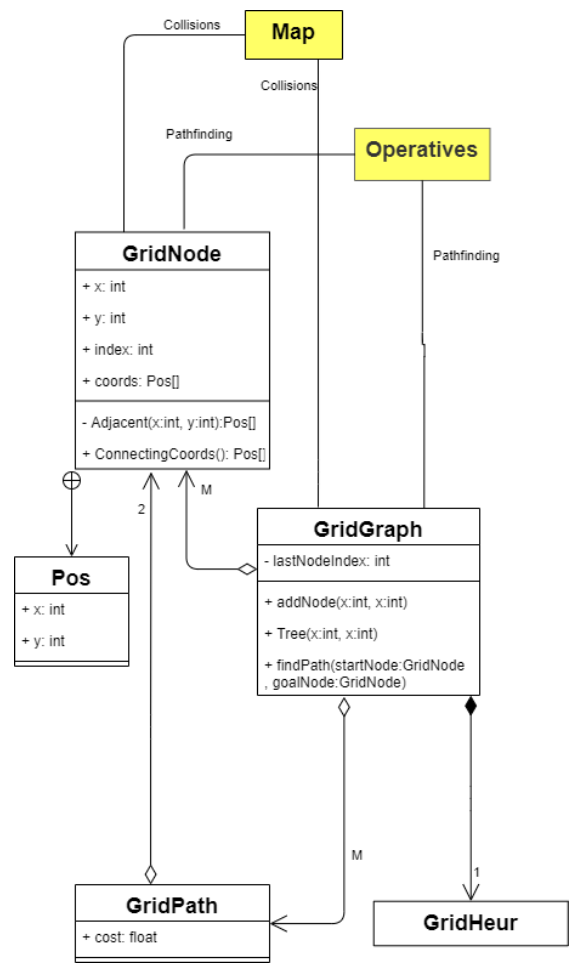 Collisions
Map
Collisions
Pathfinding
Operatives
Pathfinding
GridNode
+ x: int
+ y: int
+ index: int
+ coords: Pos[]
- Adjacent(x:int, y:int):Pos[]
+ ConnectingCoords(): Pos[]
2
M
GridGraph
- lastNodeIndex: int
+ addNode(x:int, x:int)
+ Tree(x:int, x:int)
+ findPath(startNode:GridNode
, goalNode:GridNode)
Pos
+ x: int
+ y: int
M
1
GridPath
+ cost: float
GridHeur